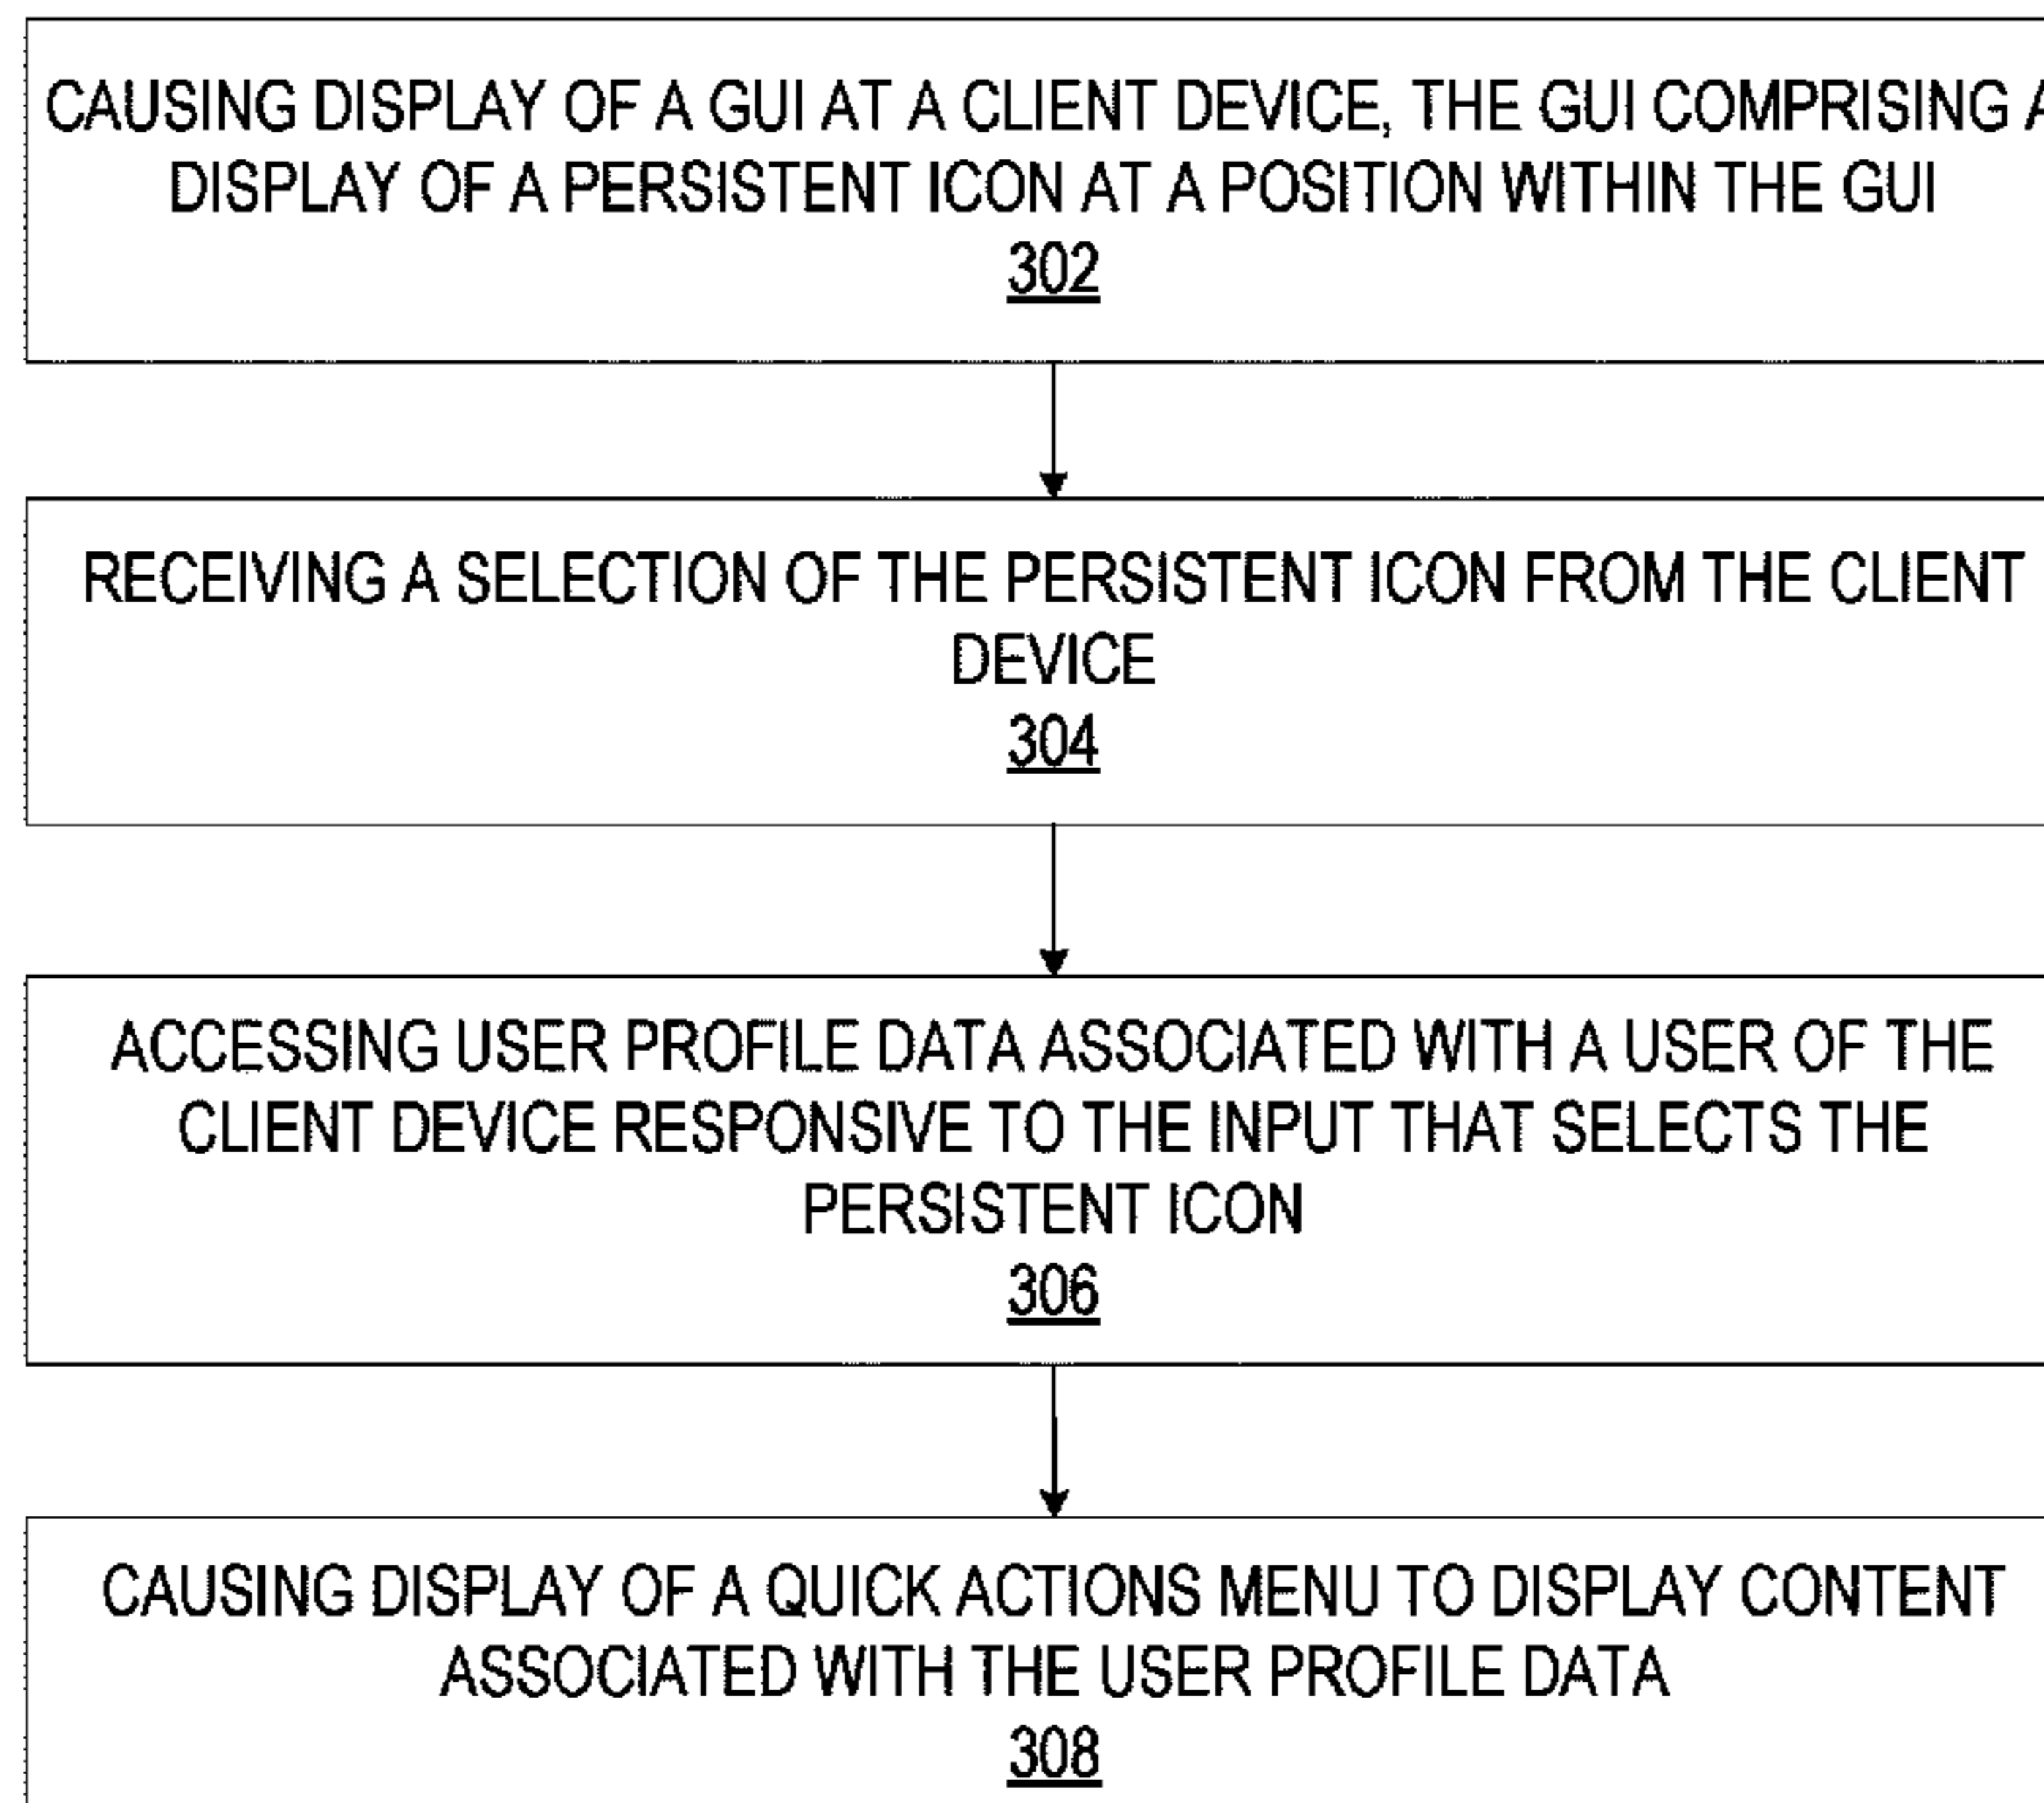 CAUSING DISPLAY OF A GUI AT A CLIENT DEVICE, THE GUI COMPRISING A
DISPLAY OF A PERSISTENT ICON AT A POSITION WITHIN THE GUI
302
RECEIVING A SELECTION OF THE PERSISTENT ICON FROM THE CLIENT
DEVICE
304
ACCESSING USER PROFILE DATA ASSOCIATED WITH A USER OF THE
CLIENT DEVICE RESPONSIVE TO THE INPUT THAT SELECTS THE
PERSISTENT ICON
306
CAUSING DISPLAY OF A QUICK ACTIONS MENU TO DISPLAY CONTENT
ASSOCIATED WITH THE USER PROFILE DATA
308